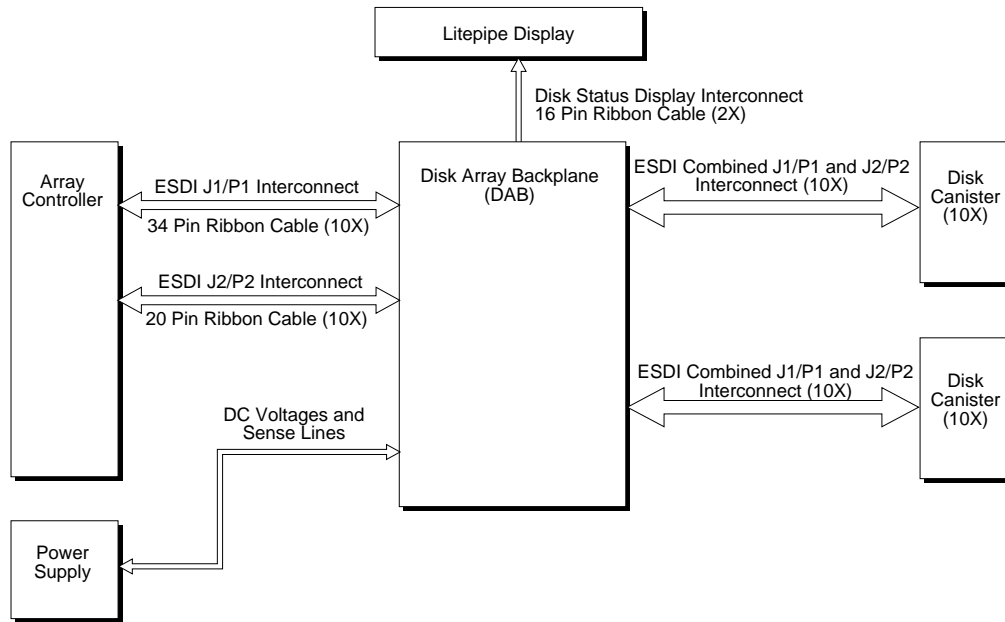 Litepipe Display
Disk Status Display Interconnect
16 Pin Ribbon Cable (2X)
Array
Controller
ESDI J1/P1 Interconnect
34 Pin Ribbon Cable (10X)
ESDI J2/P2 Interconnect
20 Pin Ribbon Cable (10X)
DC Voltages and
Sense Lines
Power
Supply
Disk Array Backplane
(DAB)
ESDI Combined J1/P1 and J2/P2
Interconnect (10X)
Disk
Canister
(10X)
ESDI Combined J1/P1 and J2/P2
Interconnect (10X)
Disk
Canister
(10X)